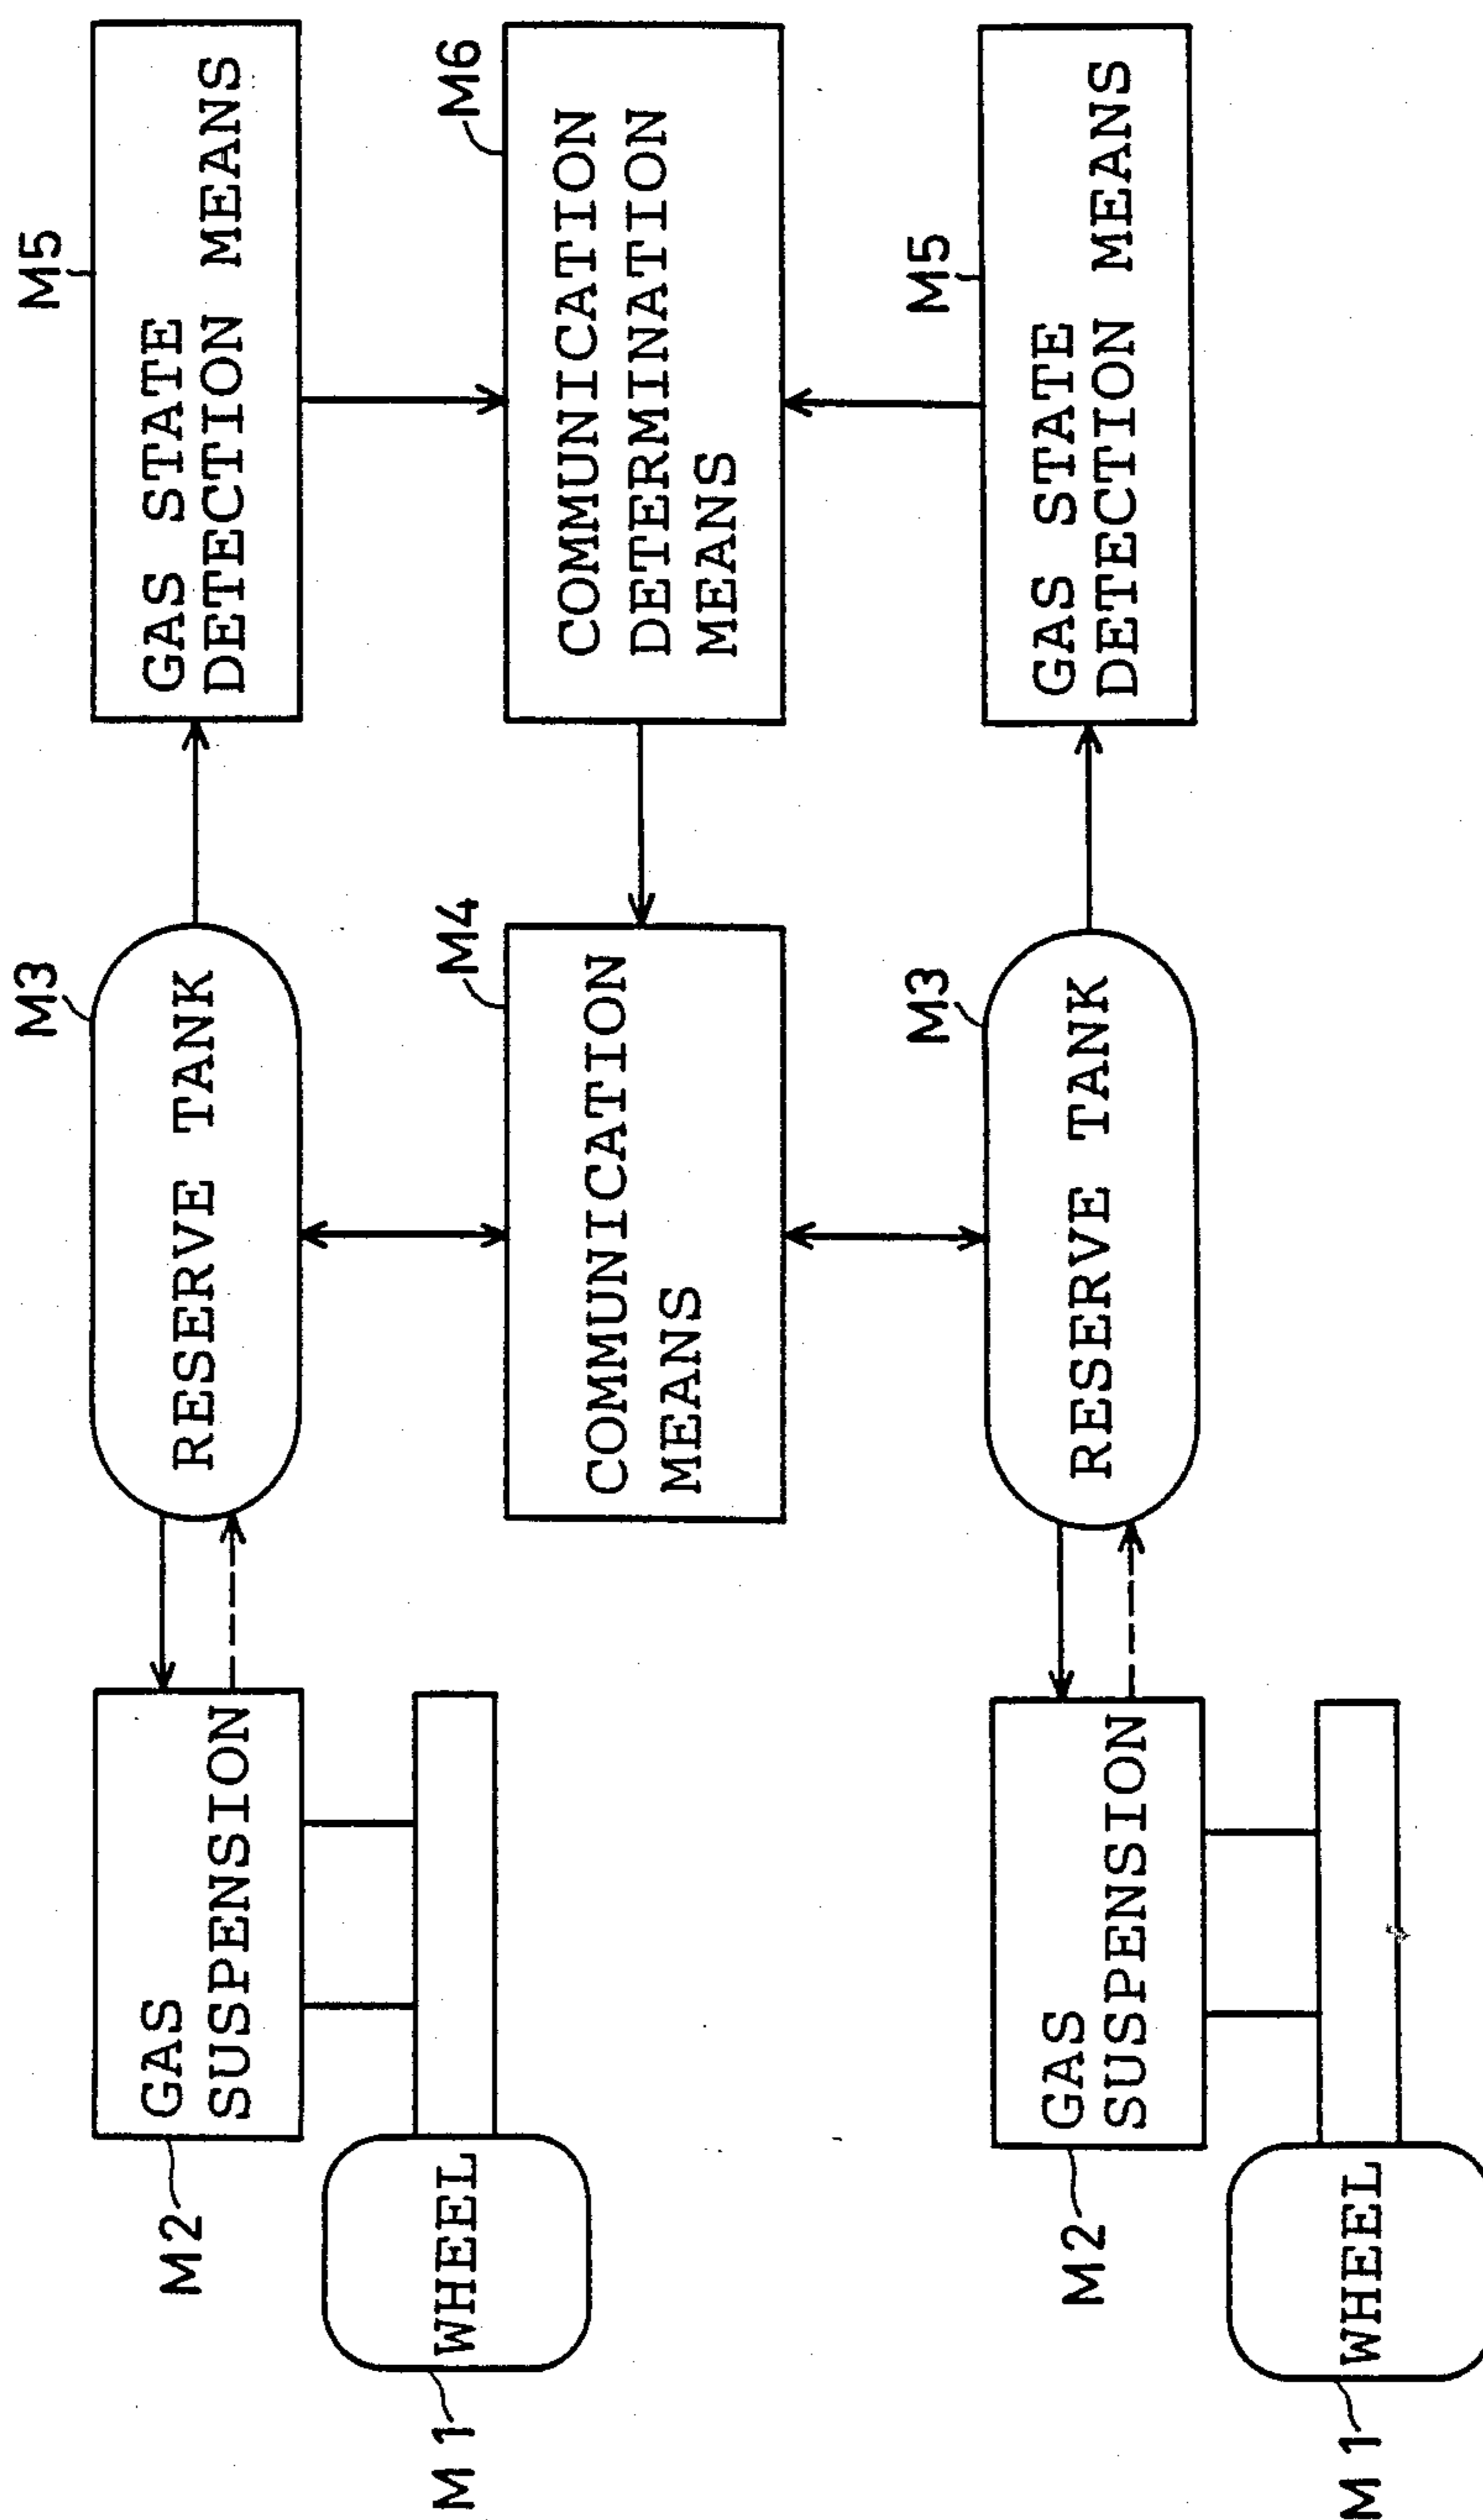 M5
GAS STATE
DETECTION MEANS
M3
RESERVE TANK
GAS
SUSPENSION
M2
WHEEL
M1
M6
COMMUNICATION
DETERMINATION
MEANS
M4
COMMUNICATION
MEANS
M5
GAS STATE
DETECTION MEANS
M3
RESERVE TANK
GAS
SUSPENSION
M2
WHEEL
M1